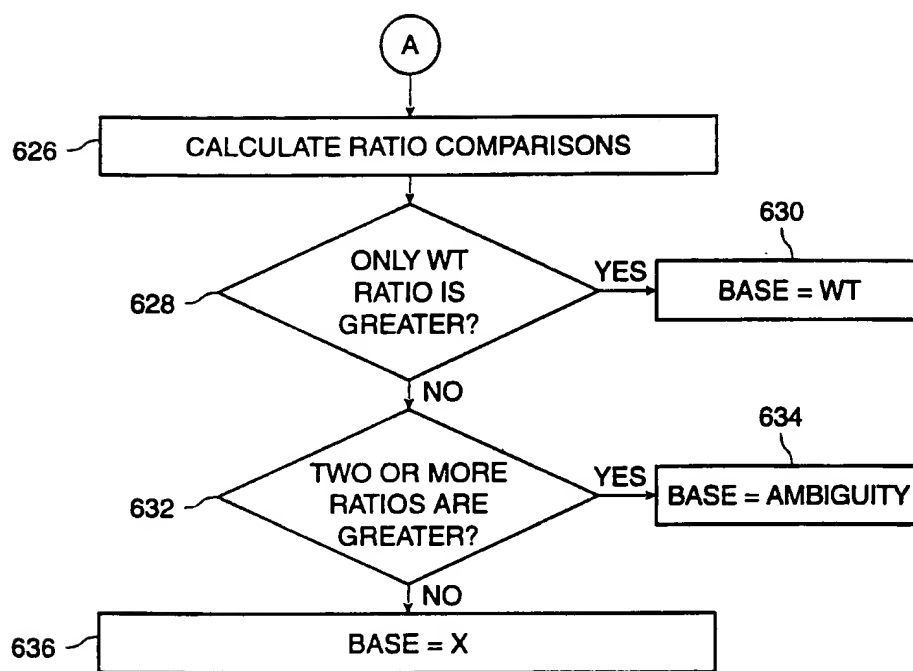 A
626
CALCULATE RATIO COMPARISONS
628
ONLY WT
RATIO IS
GREATER?
YES
630
BASE = WT
NO
632
TWO OR MORE
RATIOS ARE
GREATER?
YES
634
BASE = AMBIGUITY
NO
636
BASE = X